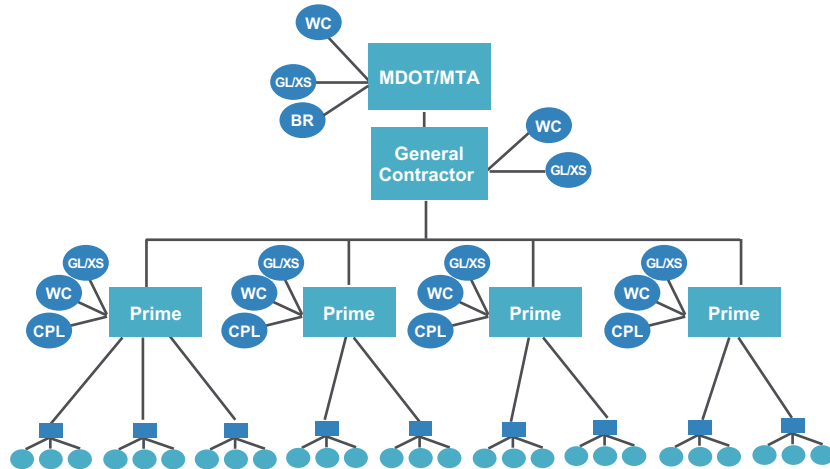 WC
MDOT/MTA
GL/XS
BR
WC
General
Contractor
GL/XS
GL/XS
WC
CPL
Prime
GL/XS
WC
CPL
Prime
GL/XS
WC
CPL
Prime
GL/XS
WC
CPL
Prime